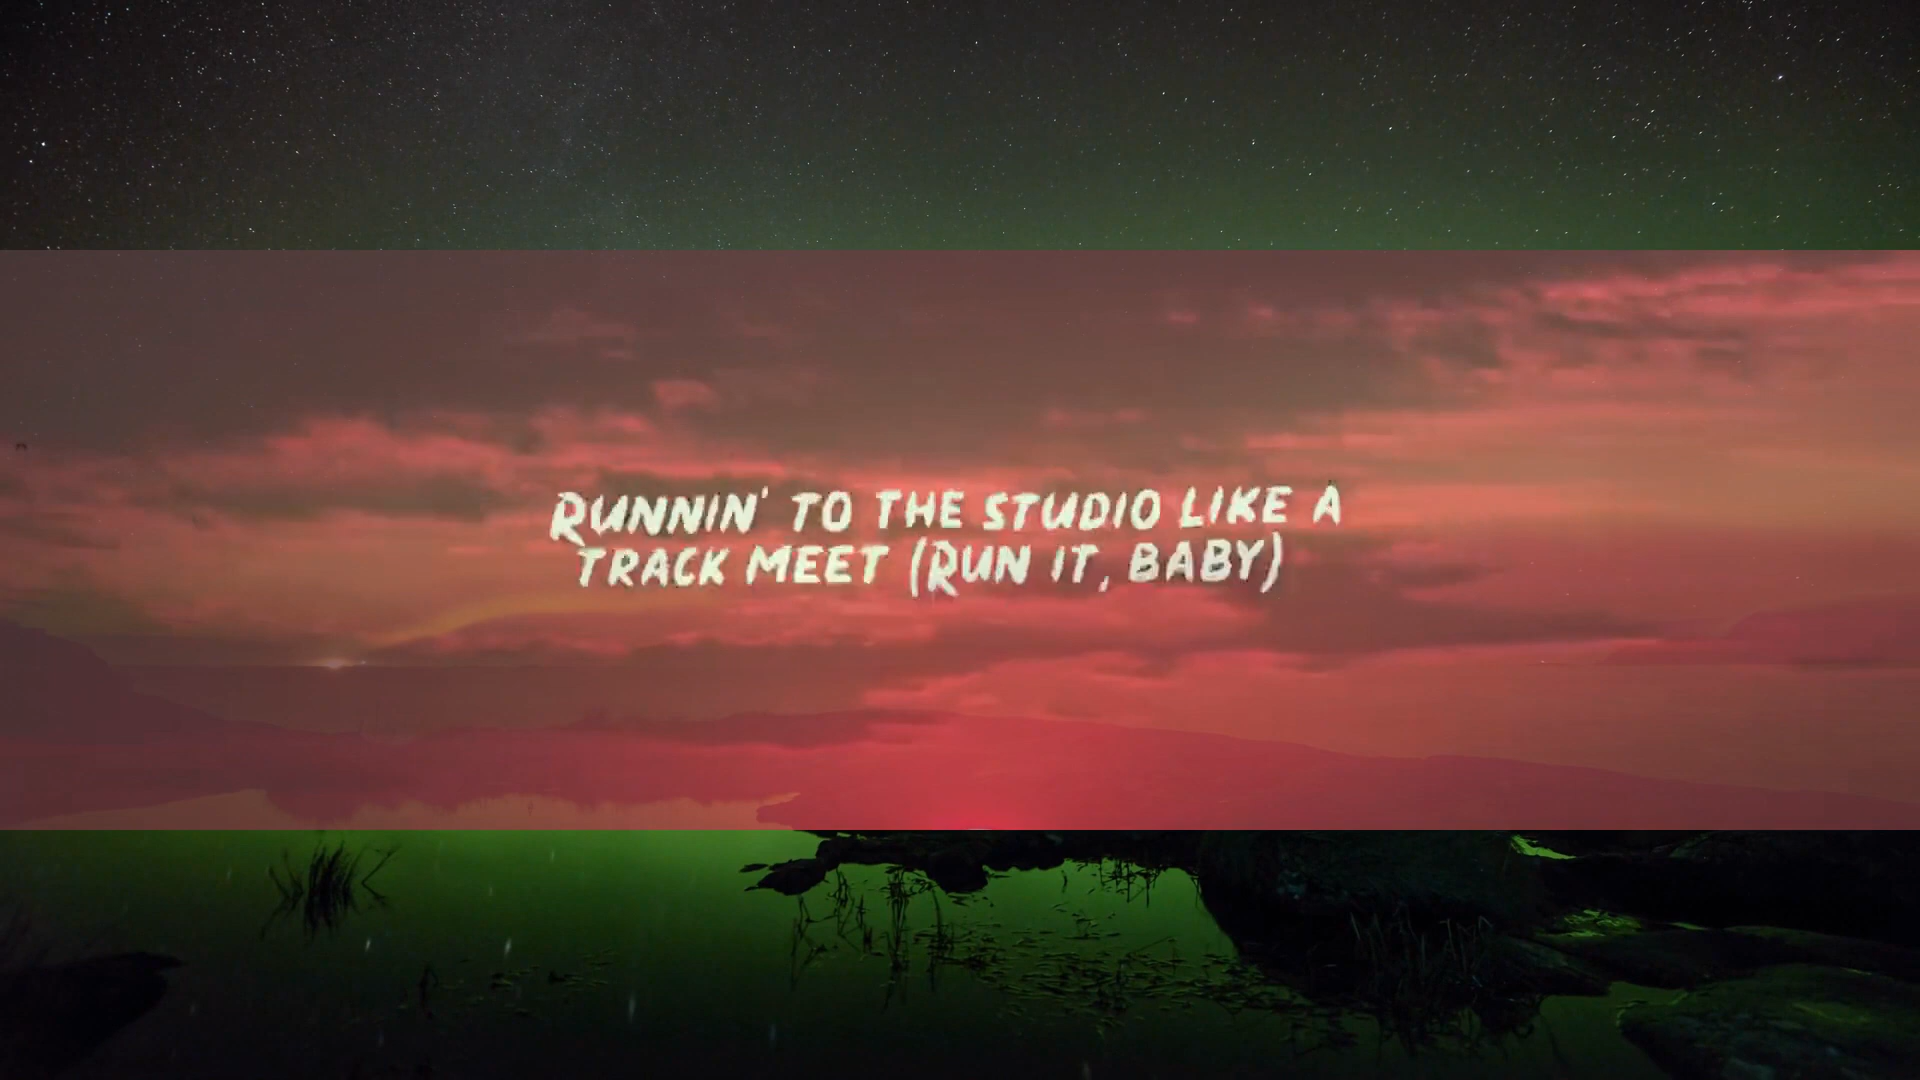 Runnin' to the studio like a
track meet (Run it, baby)